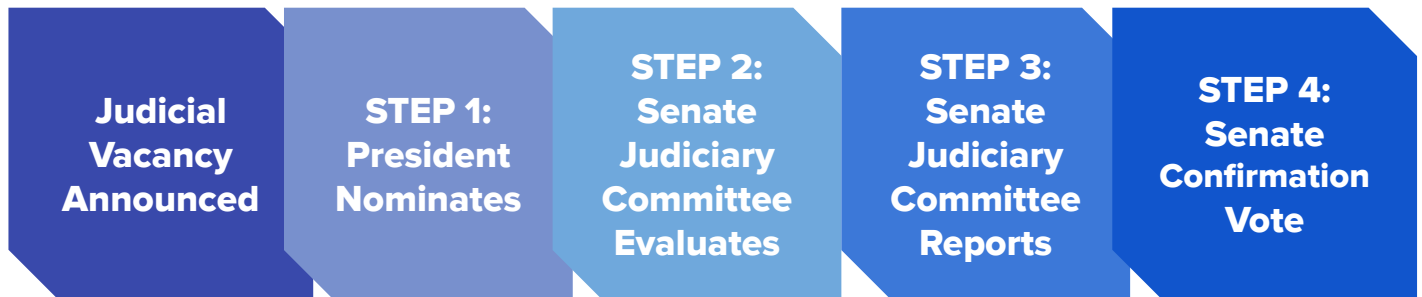 Judicial
Vacancy
Announced
STEP 1:
President
Nominates
STEP 2:
Senate
Judiciary
Committee
Evaluates
STEP 3:
Senate
Judiciary
Committee
Reports
STEP 4:
Senate
Confirmation
Vote